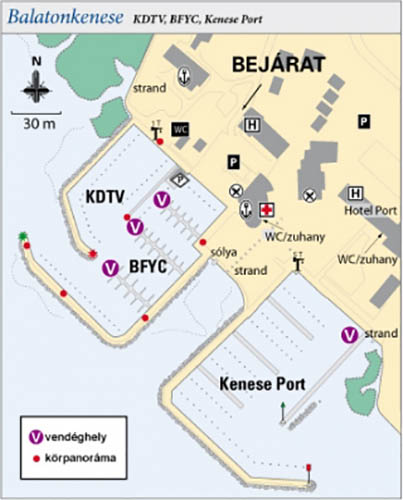 Balatonkenese KDTV, BFYC, Kenese Port
N
30 m
strand
BEJÁRAT
WC
H
P
P
KDTV
V
V
H
Hotel Port
WC/zuhany
BFYC
V
sólya
strand
WC/zuhany
V
strand
Kenese Port
V vendéghely
körpanoráma